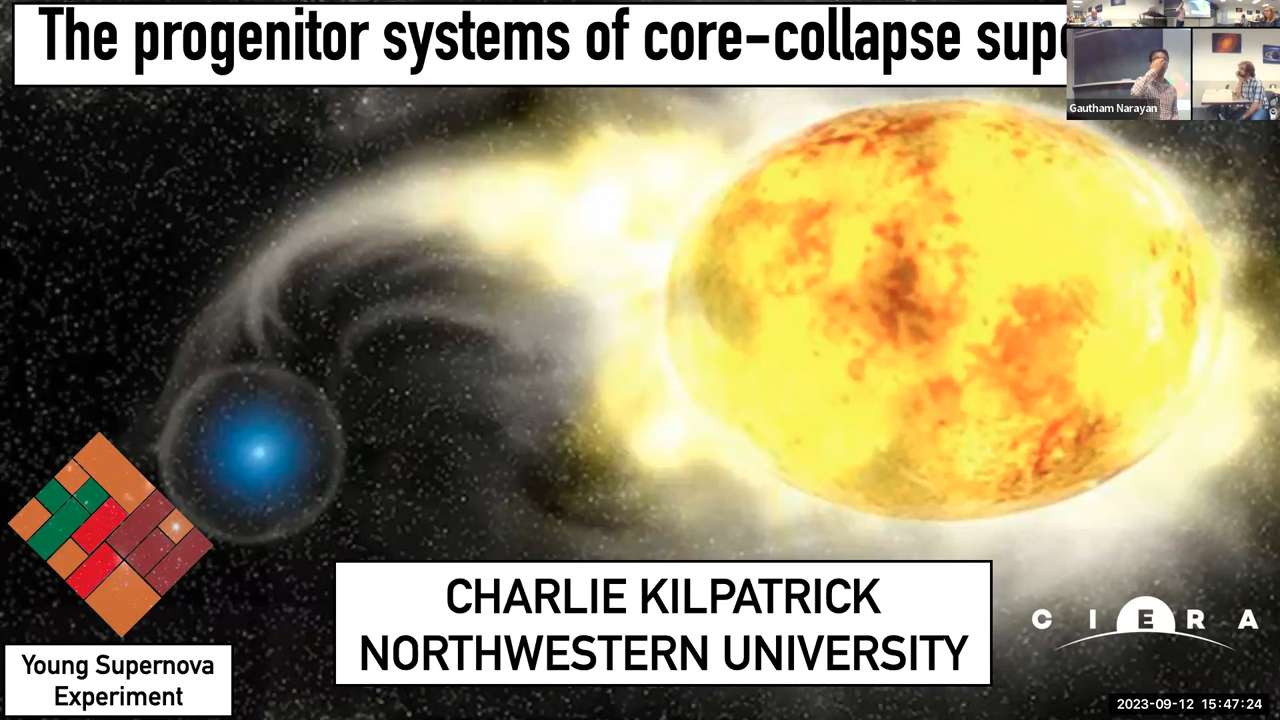 The progenitor systems of core-collapse
Gautham Narayan
CHARLIE KILPATRICK
NORTHWESTERN UNIVERSITY
CIERA
Young Supernova
Experiment
2023-09-12 15:47:24